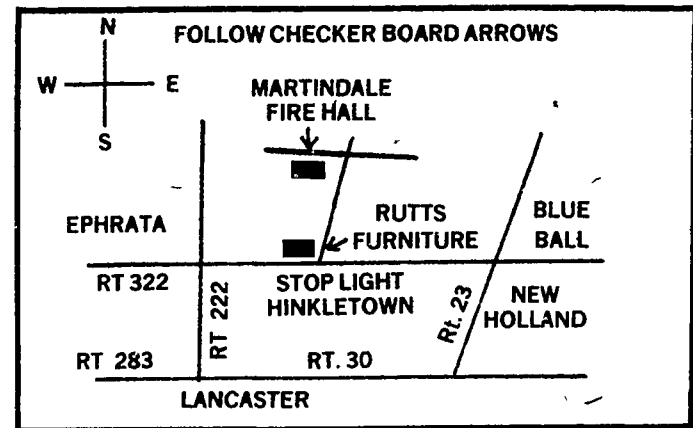 N
FOLLOW CHECKER BOARD ARROWS
W E
S
MARTINDALE
FIRE HALL
EPHRATA
RUTTS
FURNITURE
BLUE
BALL
RT 322
RT 222
STOP LIGHT
HINKLETOWN
Rt. 23
NEW
HOLLAND
RT 283
RT. 30
LANCASTER